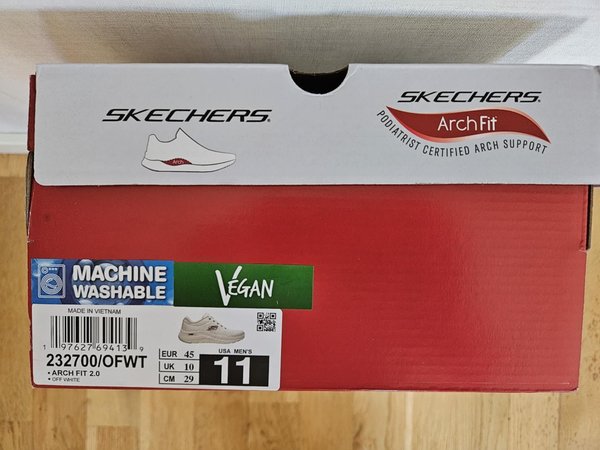 SKECHERS
Arch
SKECHERS
ArchFit
PODIATRIST CERTIFIED ARCH SUPPORT
MACHINE
WASHABLE
VEGAN
MADE IN VIETNAM
1 97627 69413 9
232700/OFWT
• ARCH FIT 2.0
• OFF WHITE
EUR 45
UK 10
CM 29
USA MEN'S
11